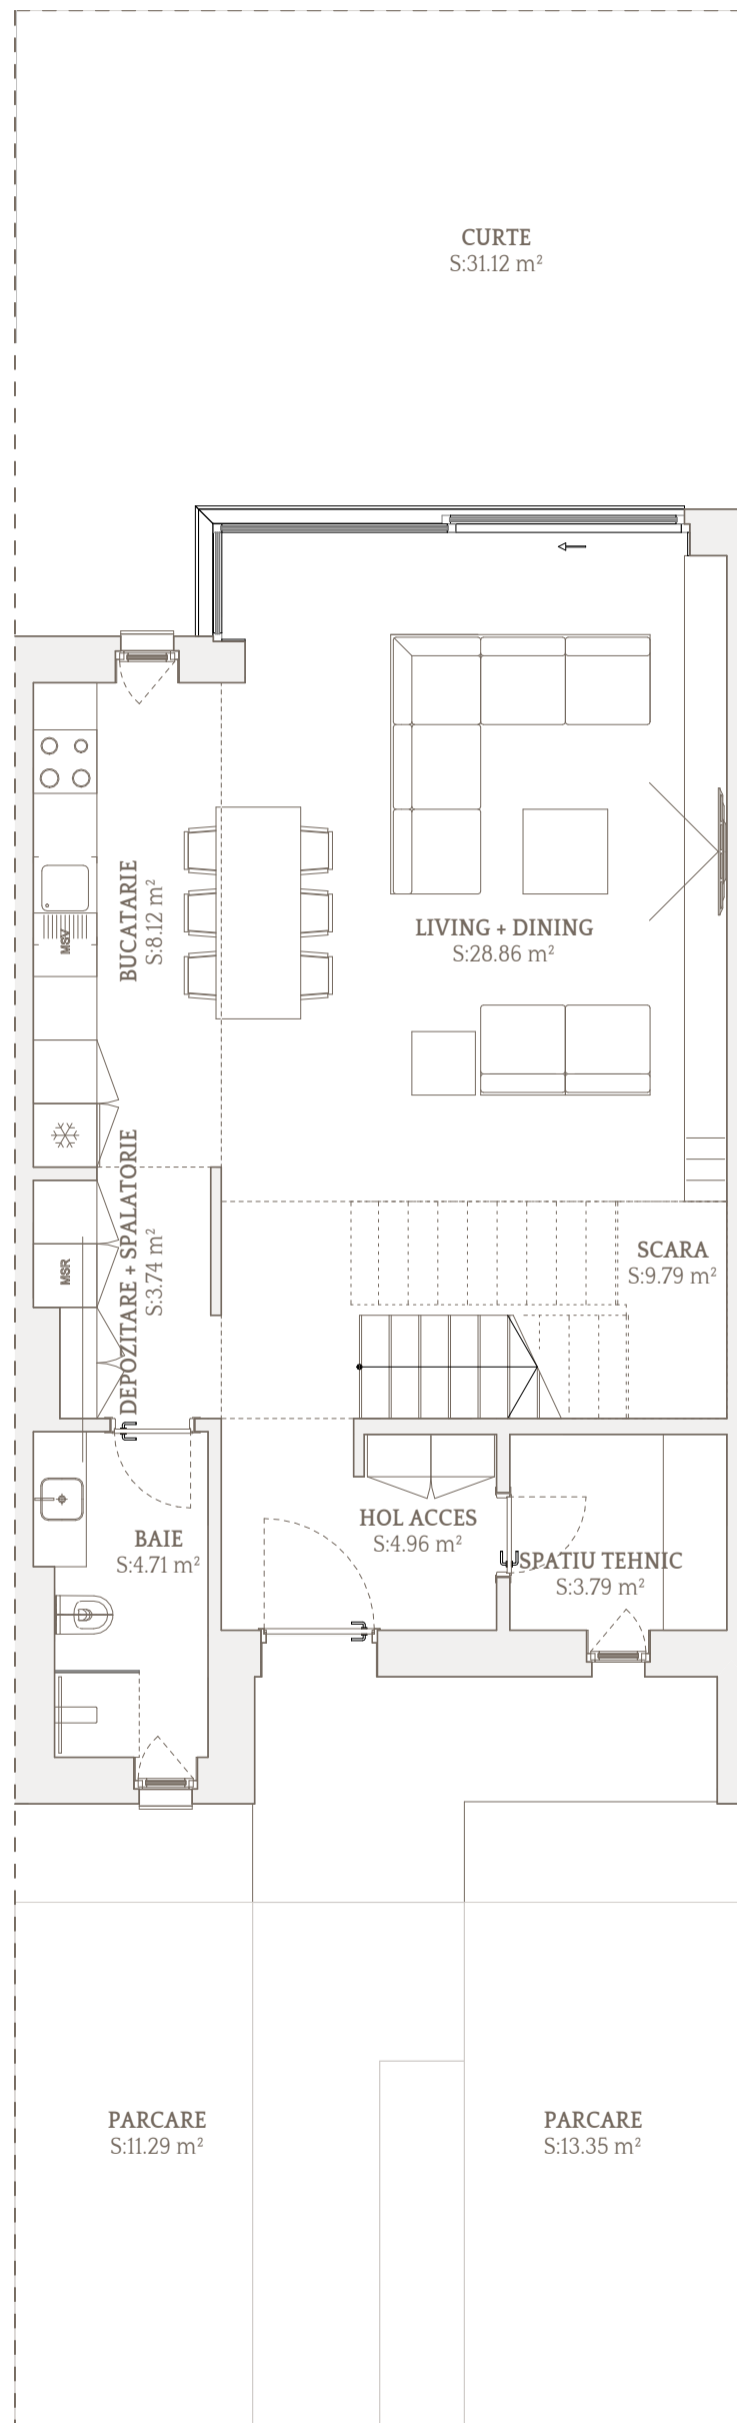 CURTE
S:31.12 m²
BUCATARIE
S:8.12 m²
MSV
LIVING + DINING
S:28.86 m²
DEPOZITARE + SPALATORIE
S:3.74 m²
MSR
SCARA
S:9.79 m²
HOL ACCES
S:4.96 m²
BAIE
S:4.71 m²
SPATIU TEHNIC
S:3.79 m²
PARCARE
S:11.29 m²
PARCARE
S:13.35 m²